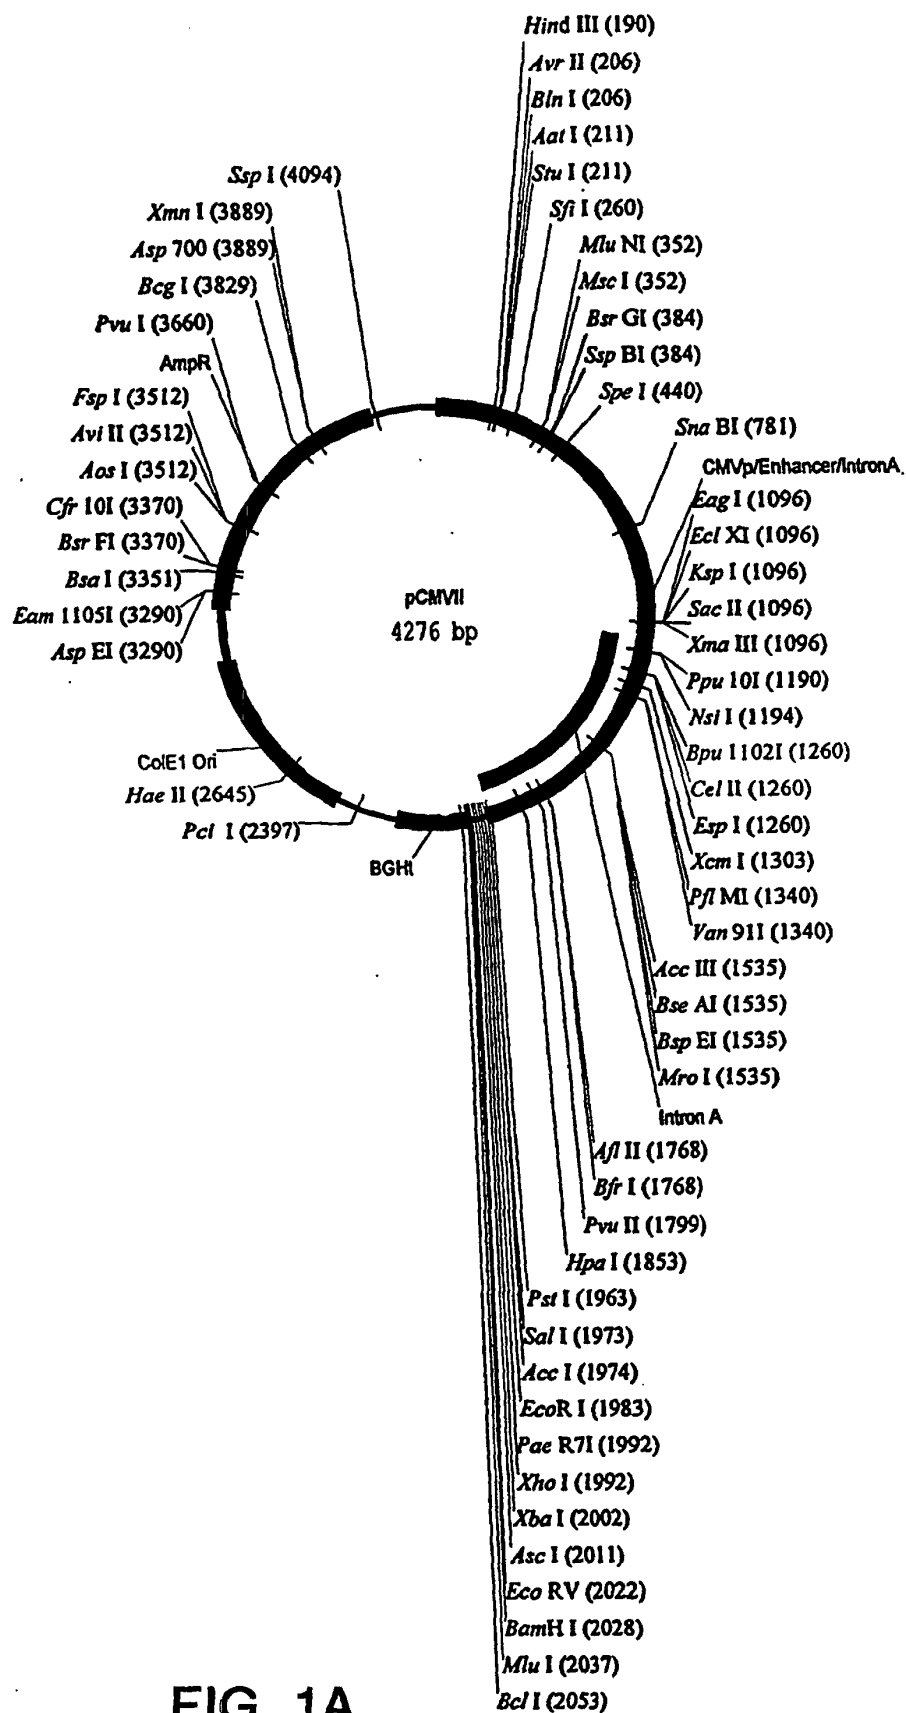 Hind III (190)
Avr II (206)
Bln I (206)
Aat I (211)
Stu I (211)
Sfi I (260)
Mlu NI (352)
Msc I (352)
Bsr GI (384)
Ssp BI (384)
Spe I (440)
Sna BI (781)
CMVp/Enhancer/IntronA
Eag I (1096)
Ecl XI (1096)
Ksp I (1096)
Sac II (1096)
Xma III (1096)
Ppu 10I (1190)
Nsi I (1194)
Bpu 1102I (1260)
Cel II (1260)
Esp I (1260)
Xcm I (1303)
Pfl MI (1340)
Van 91I (1340)
Acc III (1535)
Bse AI (1535)
Bsp EI (1535)
Mro I (1535)
Intron A
Afl II (1768)
Bfr I (1768)
Pvu II (1799)
Hpa I (1853)
Pst I (1963)
Sal I (1973)
Acc I (1974)
EcoR I (1983)
Pae R7I (1992)
Xho I (1992)
Xba I (2002)
Asc I (2011)
Eco RV (2022)
BamH I (2028)
Mlu I (2037)
Bcl I (2053)
Ssp I (4094)
Xmn I (3889)
Asp 700 (3889)
Bcg I (3829)
Pvu I (3660)
AmpR
Fsp I (3512)
Avi II (3512)
Aos I (3512)
Cfr 10I (3370)
Bsr FI (3370)
Bsa I (3351)
Eam 1105I (3290)
Asp EI (3290)
ColE1 Ori
Hae II (2645)
Pci I (2397)
BGHt
pCMVII
4276 bp
FIG. 1A